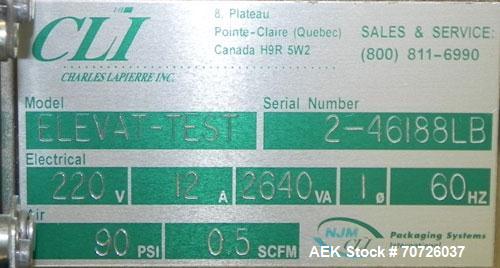 CLI
CHARLES LAPIERRE INC.
8, Plateau
Pointe-Claire (Quebec)
Canada H9R 5W2
SALES & SERVICE:
(800) 811-6990
Model
Serial Number
ELEVAT-TEST
2-46188LB
Electrical
220 V 12 A 2640 VA 1 ø 60 HZ
Air
90 PSI 0.5 SCFM
NJM
CLI
Packaging Systems
AEK Stock # 70726037